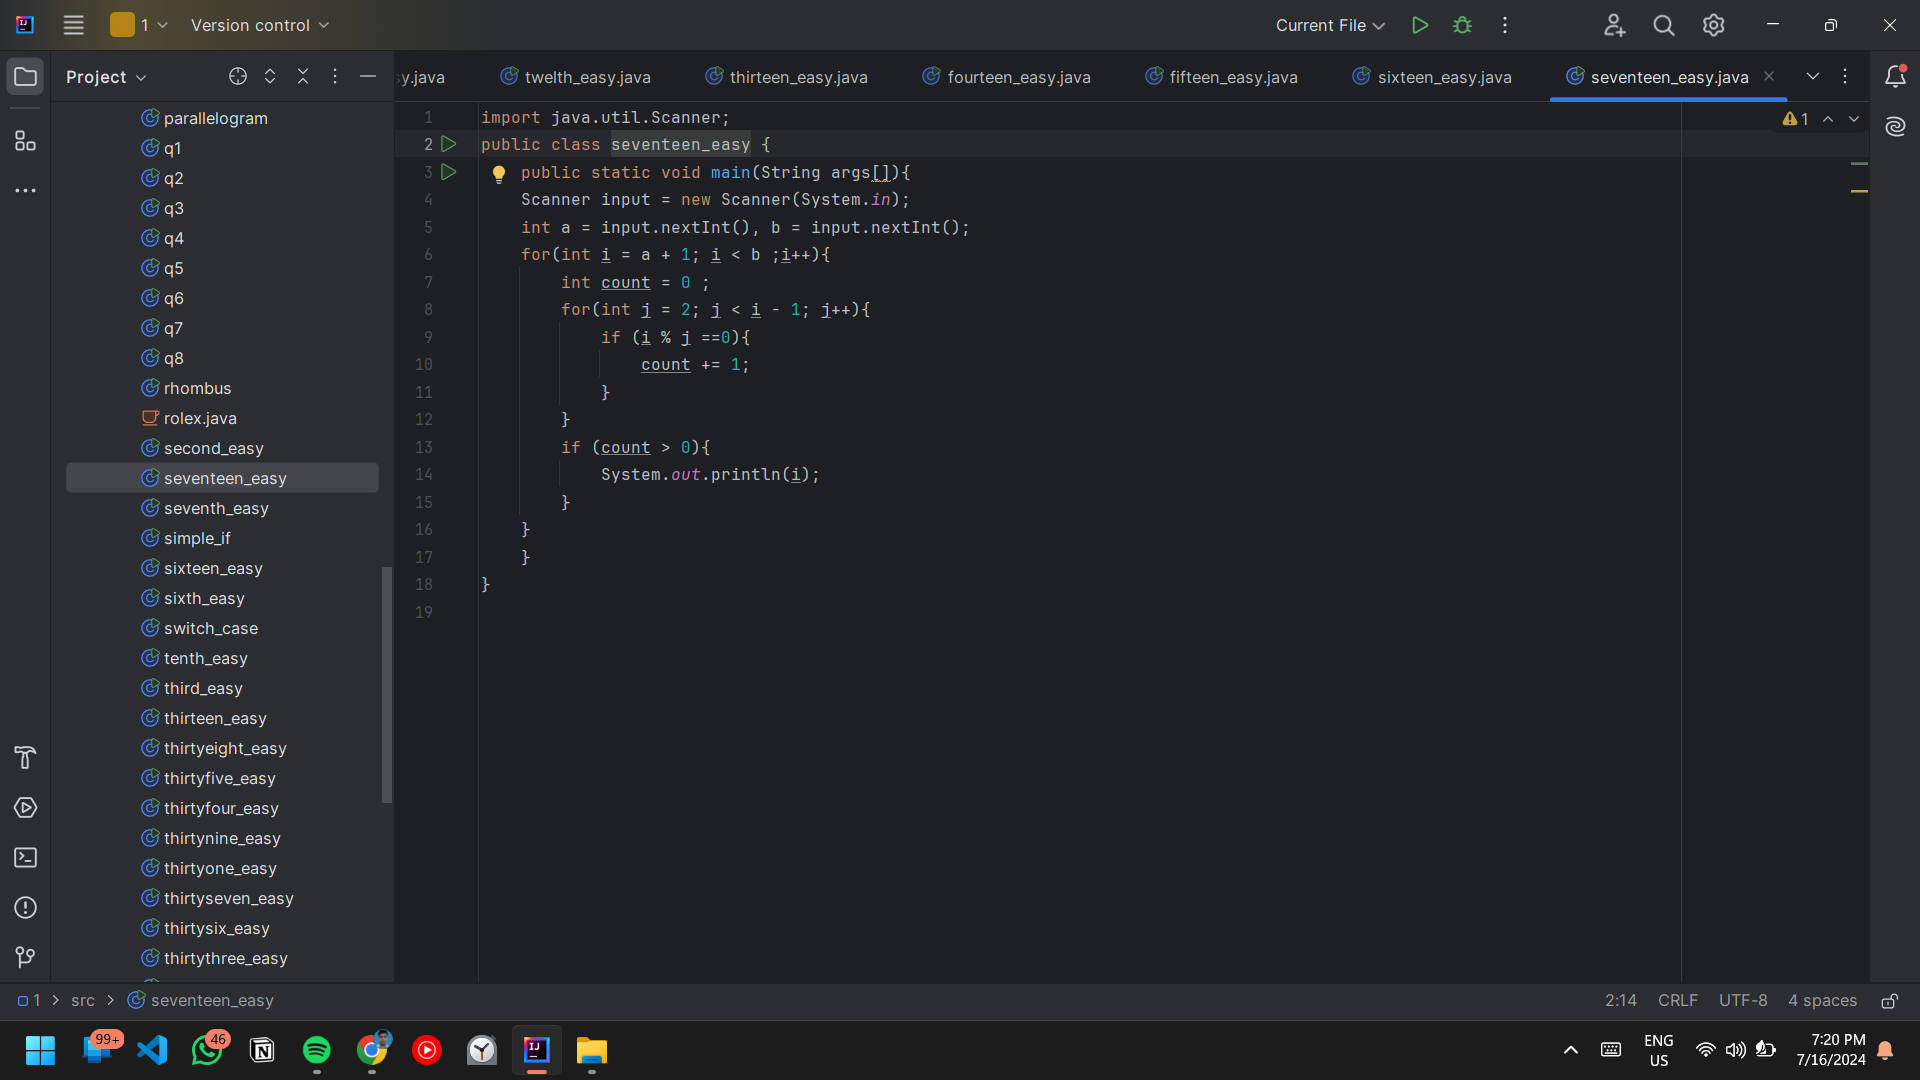 1 Version control Current File
Project
sy.java twelth_easy.java thirteen_easy.java fourteen_easy.java fifteen_easy.java sixteen_easy.java seventeen_easy.java
parallelogram
q1
q2
q3
q4
q5
q6
q7
q8
rhombus
rolex.java
second_easy
seventeen_easy
seventh_easy
simple_if
sixteen_easy
sixth_easy
switch_case
tenth_easy
third_easy
thirteen_easy
thirtyeight_easy
thirtyfive_easy
thirtyfour_easy
thirtynine_easy
thirtyone_easy
thirtyseven_easy
thirtysix_easy
thirtythree_easy
1 import java.util.Scanner;
2 public class seventeen_easy {
3 public static void main(String args[]){
4 Scanner input = new Scanner(System.in);
5 int a = input.nextInt(), b = input.nextInt();
6 for(int i = a + 1; i < b ;i++){
7 int count = 0 ;
8 for(int j = 2; j < i - 1; j++){
9 if (i % j ==0){
10 count += 1;
11 }
12 }
13 if (count > 0){
14 System.out.println(i);
15 }
16 }
17 }
18 }
19
1
1 > src > seventeen_easy 2:14 CRLF UTF-8 4 spaces
99+ 46 ENG US 7:20 PM 7/16/2024